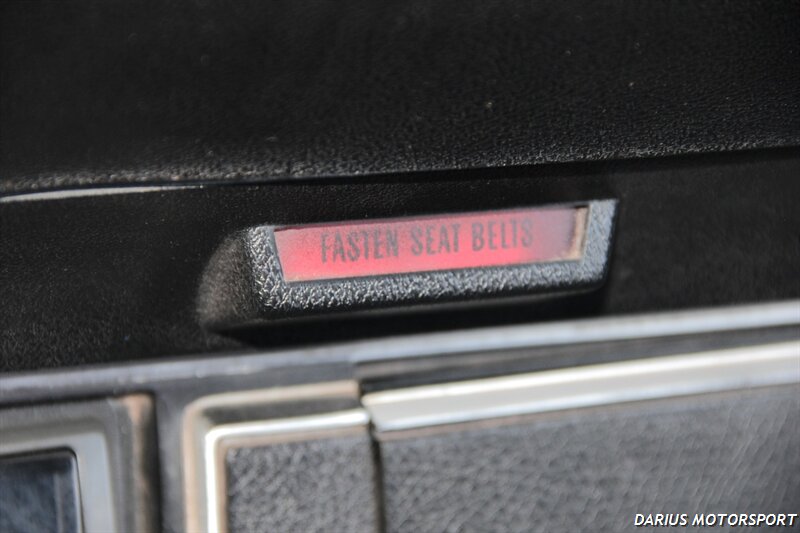 FASTEN SEAT BELTS
DARIUS MOTORSPORT